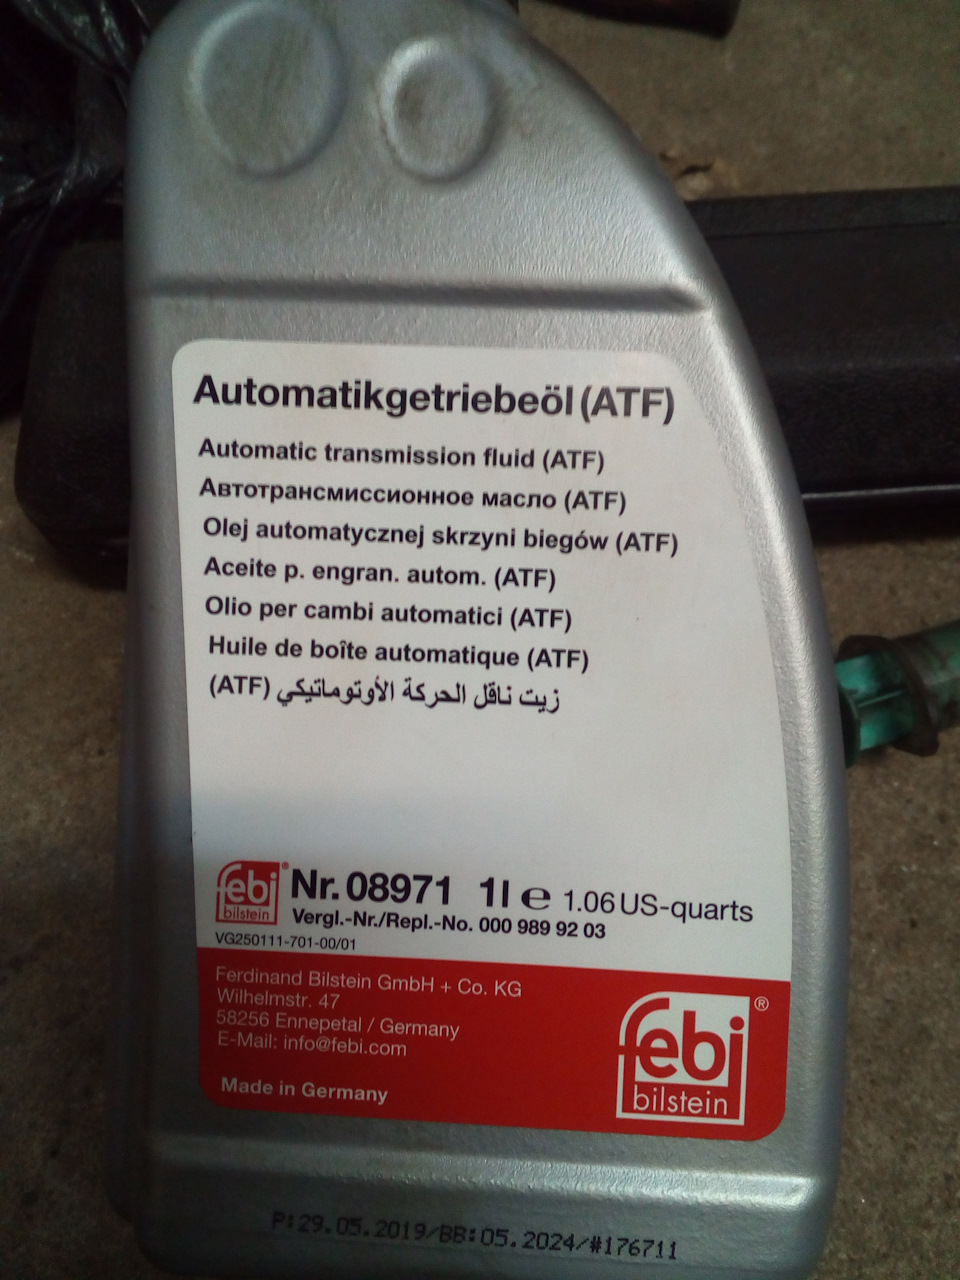 Automatikgetriebeöl (ATF)
Automatic transmission fluid (ATF)
Автотрансмиссионное масло (ATF)
Olej automatycznej skrzyni biegów (ATF)
Aceite p. engran. autom. (ATF)
Olio per cambi automatici (ATF)
Huile de boîte automatique (ATF)
زيت ناقل الحركة الأوتوماتيكي (ATF)
febi® Nr. 08971 1l e 1.06 US-quarts
bilstein Vergl.-Nr./Repl.-No. 000 989 92 03
VG250111-701-00/01
Ferdinand Bilstein GmbH + Co. KG
Wilhelmstr. 47
58256 Ennepetal / Germany
E-Mail: info@febi.com
Made in Germany
febi®
bilstein
P:29.05.2019/BB:05.2024/#176711